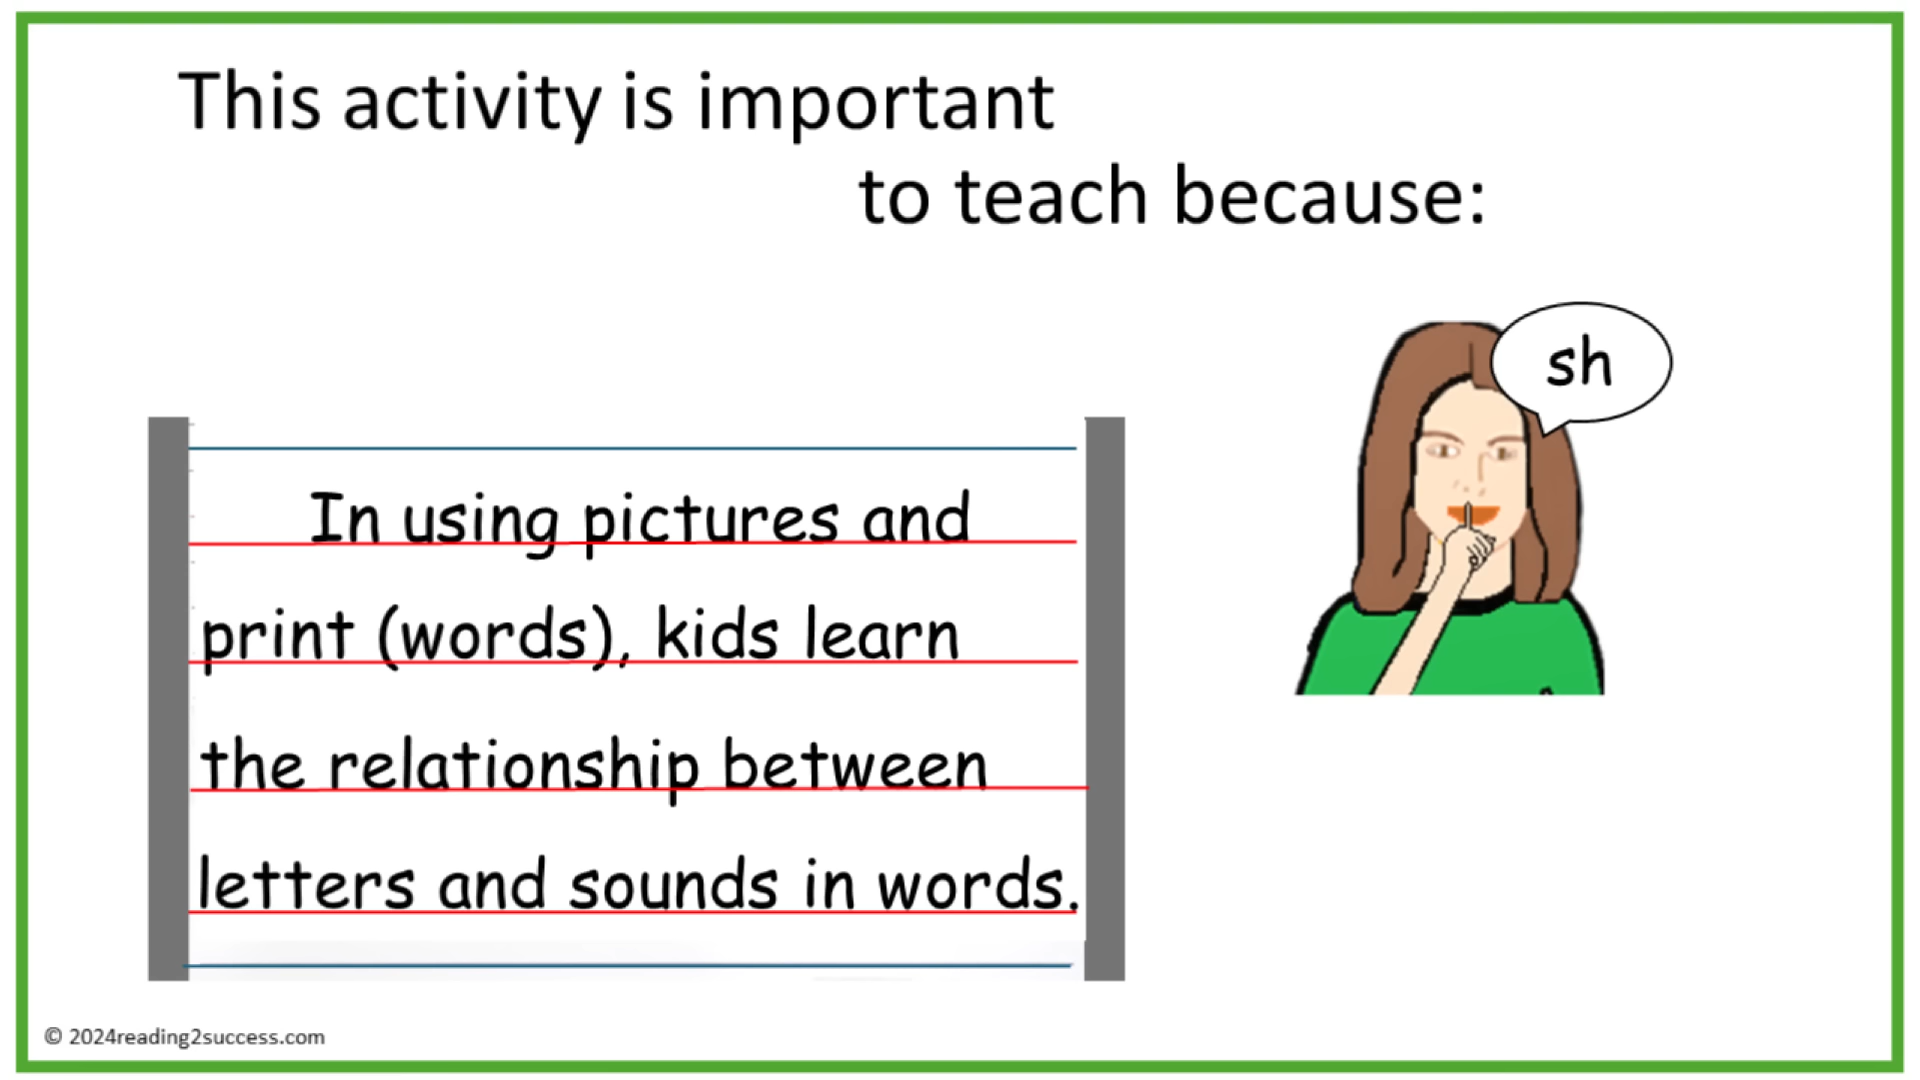 This activity is important
to teach because:
sh
In using pictures and
print (words), kids learn
the relationship between
letters and sounds in words.
© 2024reading2success.com